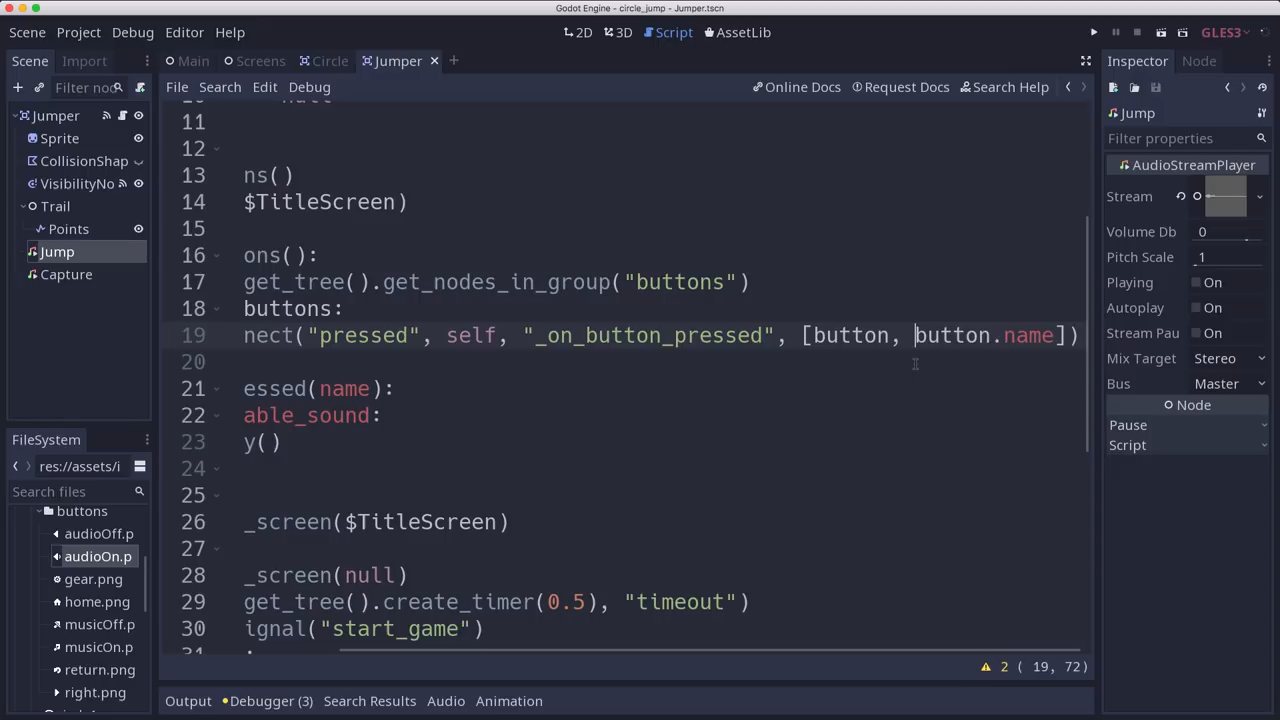 Godot Engine - circle_jump - Jumper.tscn
Scene Project Debug Editor Help
2D 3D Script AssetLib
GLES3
Scene Import
Main Screens Circle Jumper
Inspector Node
Filter noc
File Search Edit Debug
Online Docs Request Docs Search Help
Jumper
Sprite
CollisionShap
VisibilityNo
Trail
Points
Jump
Capture
11
12
13 ns()
14 $TitleScreen)
15
16 ons():
17 get_tree().get_nodes_in_group("buttons")
18 buttons:
19 nect("pressed", self, "_on_button_pressed", [button, button.name])
20
21 essed(name):
22 able_sound:
23 y()
24
25
26 _screen($TitleScreen)
27
28 _screen(null)
29 get_tree().create_timer(0.5), "timeout")
30 ignal("start_game")
2 ( 19, 72)
FileSystem
res://assets/i
Search files
buttons
audioOff.p
audioOn.p
gear.png
home.png
musicOff.p
musicOn.p
return.png
right.png
Output Debugger (3) Search Results Audio Animation
Jump
Filter properties
AudioStreamPlayer
Stream
Volume Db 0
Pitch Scale 1
Playing On
Autoplay On
Stream Pau On
Mix Target Stereo
Bus Master
Node
Pause
Script